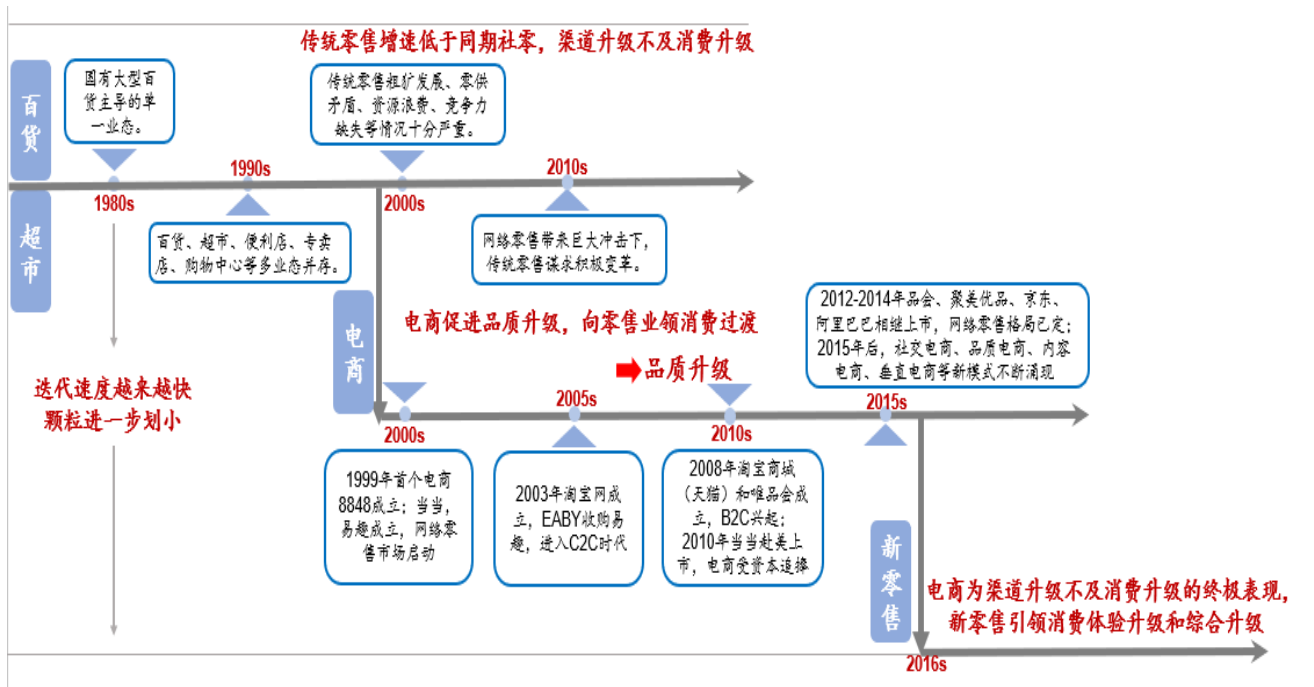 传统零售增速低于同期社零，渠道升级不及消费升级
百货
国有大型百
货主导的单
一业态。
传统零售粗犷发展、零供
矛盾、资源浪费、竞争力
缺失等情况十分严重。
1990s
2010s
1980s
2000s
超市
百货、超市、便利店、专卖
店、购物中心等多业态并存。
网络零售带来巨大冲击下，
传统零售谋求积极变革。
电商
电商促进品质升级，向零售业领消费过渡
品质升级
2012-2014年品会、聚美优品、京东、
阿里巴巴相继上市，网络零售格局已定；
2015年后，社交电商、品质电商、内容
电商、垂直电商等新模式不断涌现
迭代速度越来越快
颗粒进一步划小
2005s
2015s
2000s
2010s
1999年首个电商
8848成立；当当，
易趣成立，网络零
售市场启动
2003年淘宝网成
立，EABY收购易
趣，进入C2C时代
2008年淘宝商城
（天猫）和唯品会成
立，B2C兴起；
2010年当当赴美上
市，电商受资本追捧
新零售
电商为渠道升级不及消费升级的终极表现，
新零售引领消费体验升级和综合升级
2016s